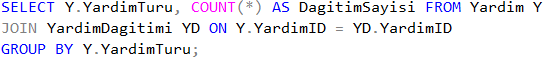 SELECT Y.YardimTuru, COUNT(*) AS DagitimSayisi FROM Yardim Y
JOIN YardimDagitimi YD ON Y.YardimID = YD.YardimID
GROUP BY Y.YardimTuru;